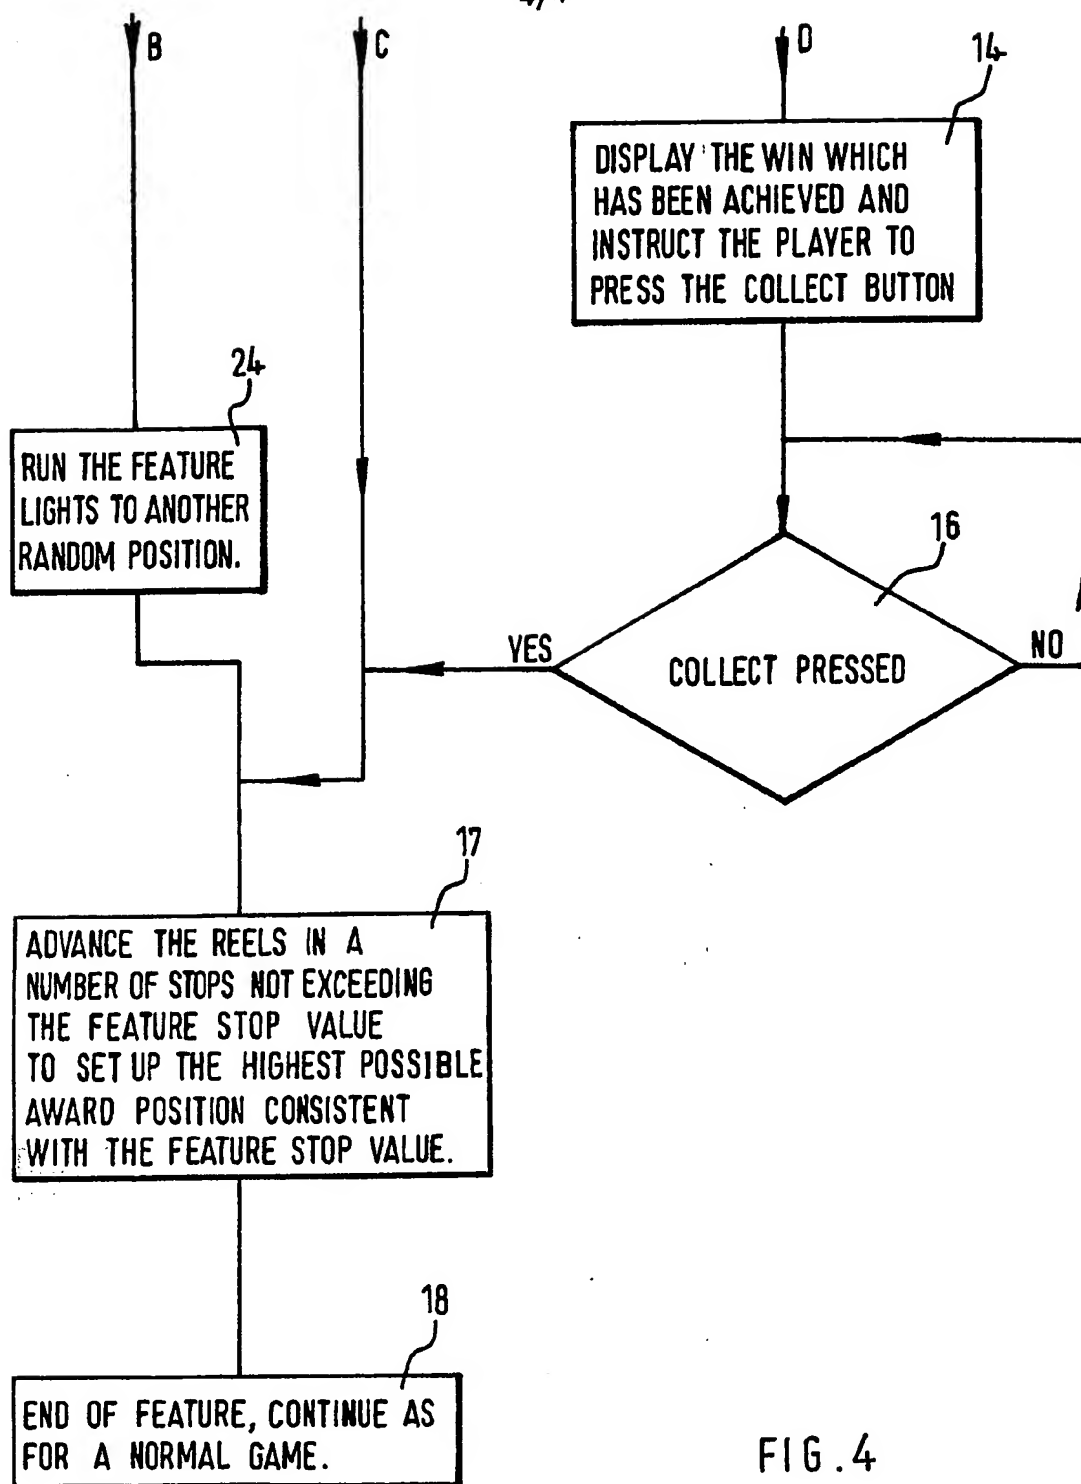 B
C
D
14
DISPLAY THE WIN WHICH
HAS BEEN ACHIEVED AND
INSTRUCT THE PLAYER TO
PRESS THE COLLECT BUTTON
24
RUN THE FEATURE
LIGHTS TO ANOTHER
RANDOM POSITION.
16
YES
COLLECT PRESSED
NO
17
ADVANCE THE REELS IN A
NUMBER OF STOPS NOT EXCEEDING
THE FEATURE STOP VALUE
TO SET UP THE HIGHEST POSSIBLE
AWARD POSITION CONSISTENT
WITH THE FEATURE STOP VALUE.
18
END OF FEATURE, CONTINUE AS
FOR A NORMAL GAME.
FIG.4